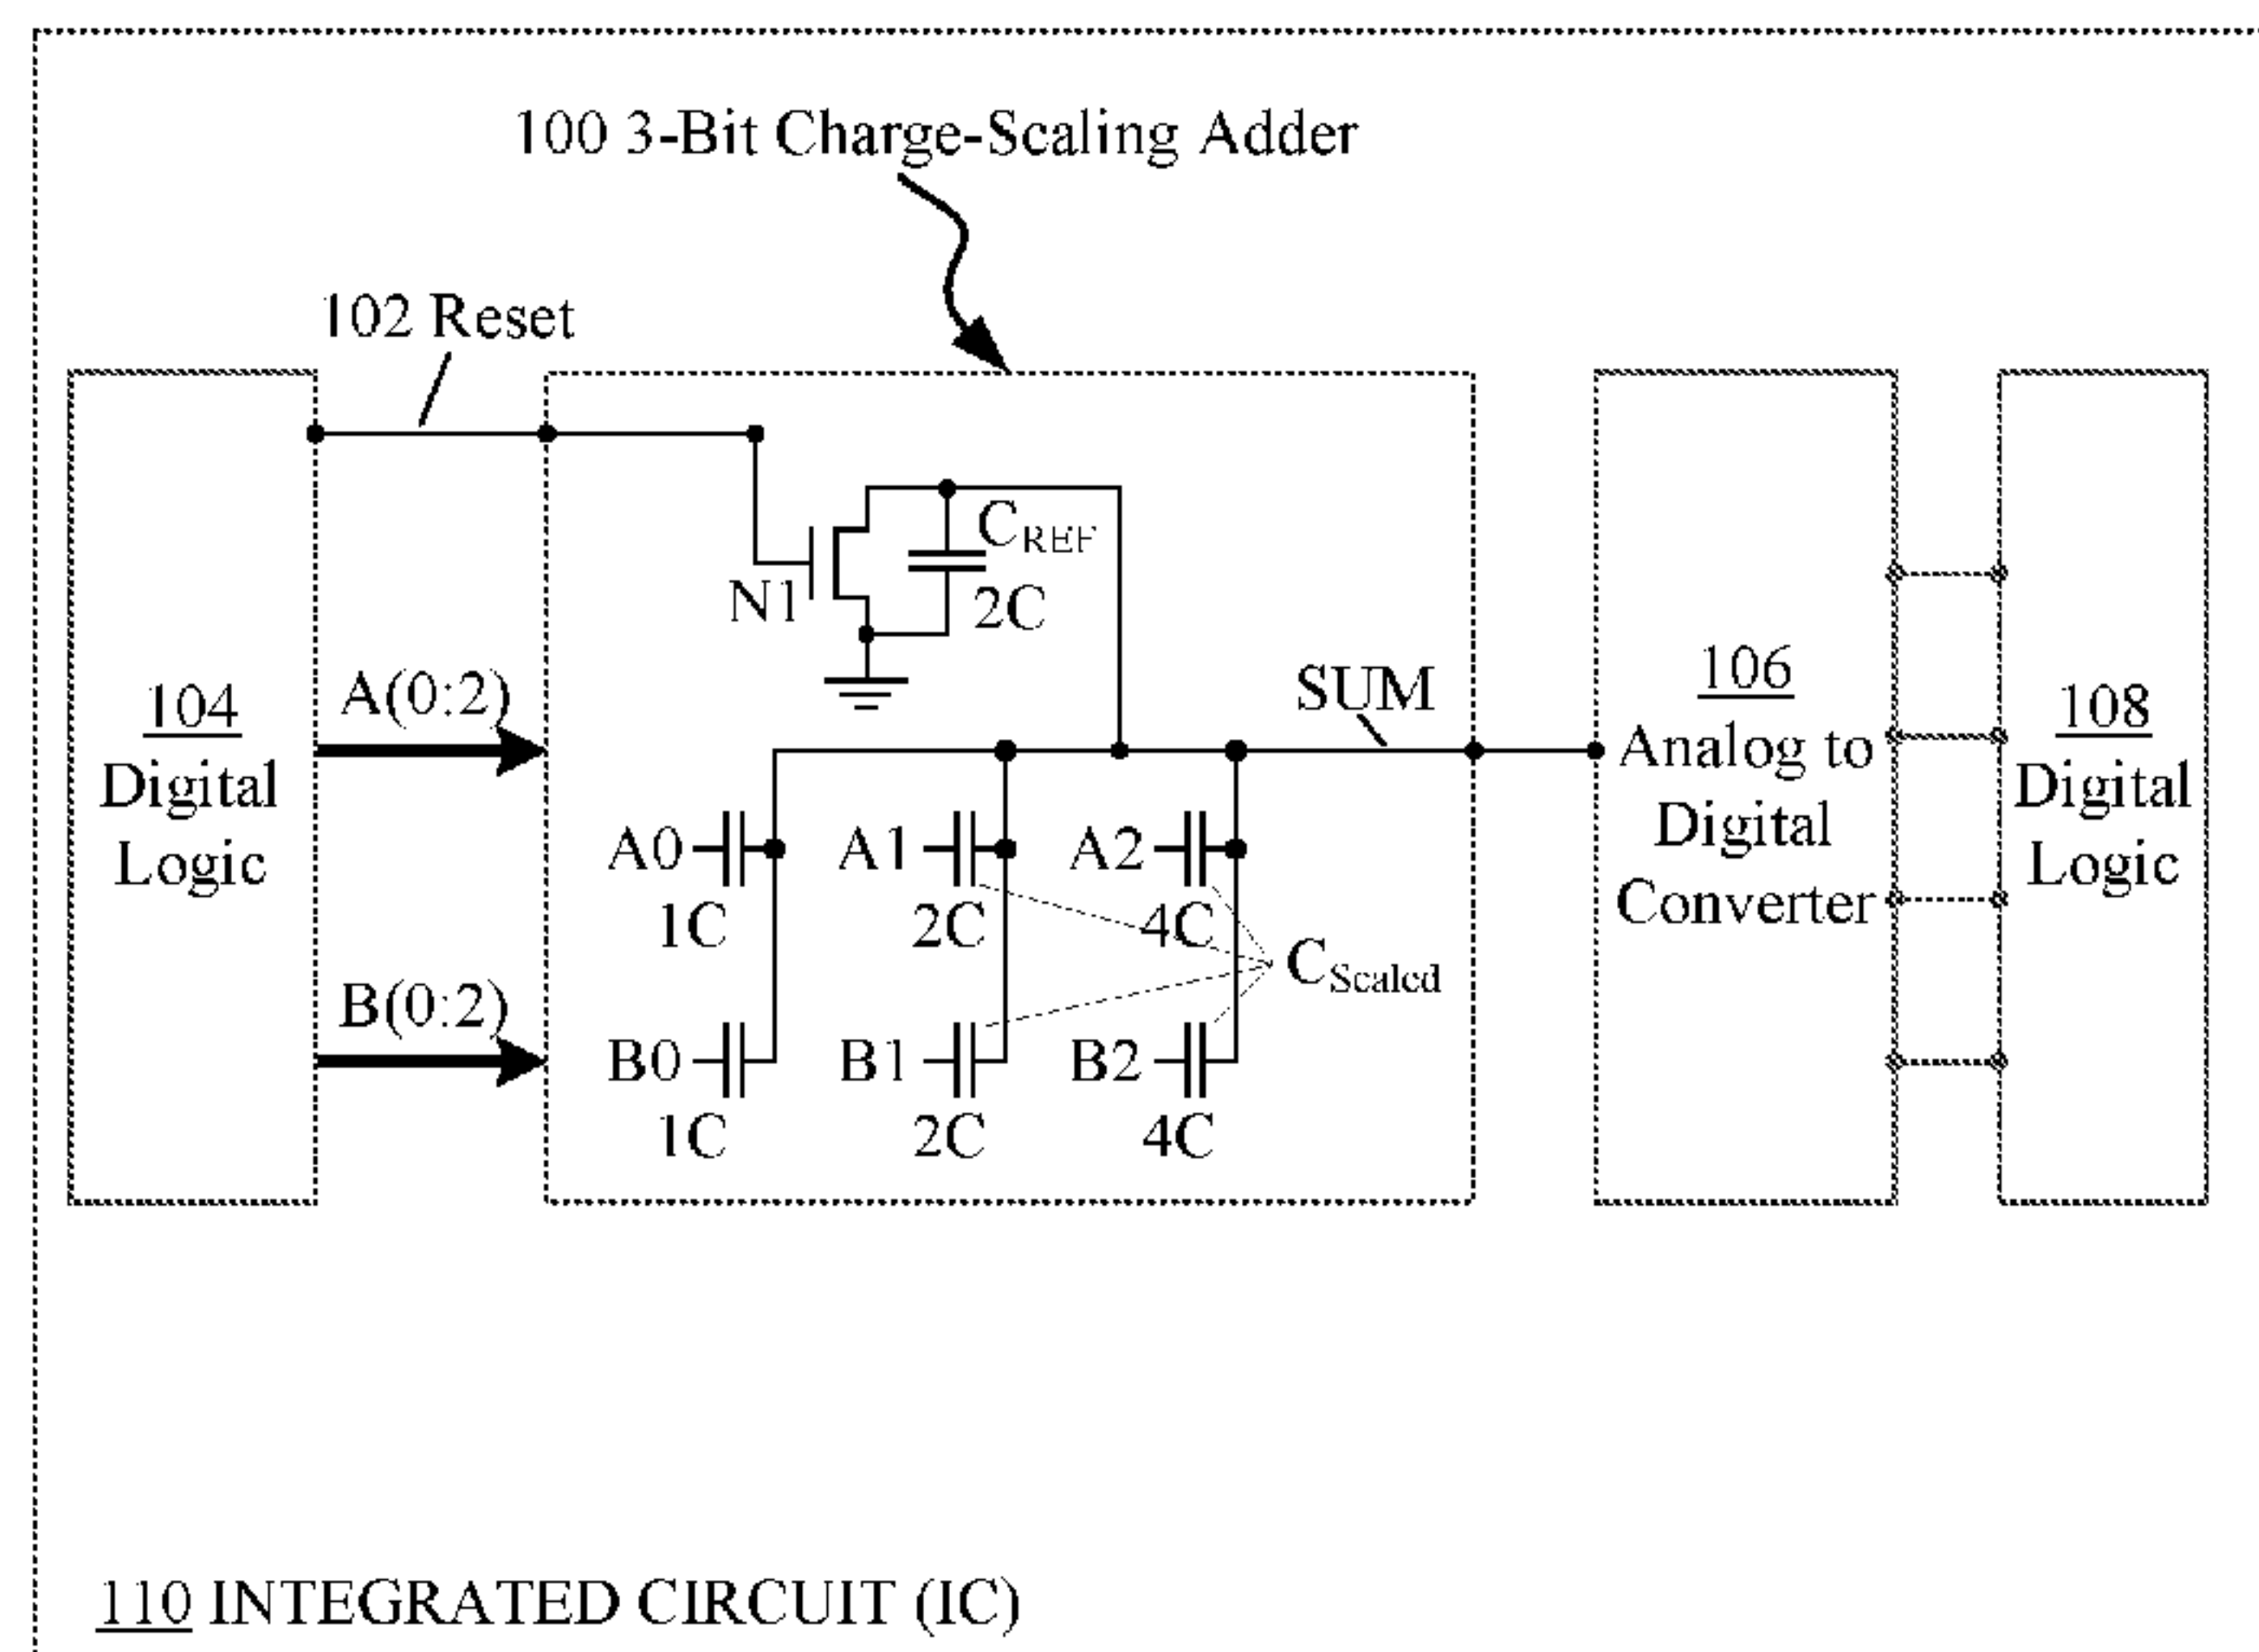 100 3-Bit Charge-Scaling Adder
102 Reset
CREF
N1
2C
104
Digital
Logic
A(0:2)
B(0:2)
SUM
A0
A1
A2
1C
2C
4C
CScaled
B0
B1
B2
1C
2C
4C
106
Analog to
Digital
Converter
108
Digital
Logic
110 INTEGRATED CIRCUIT (IC)